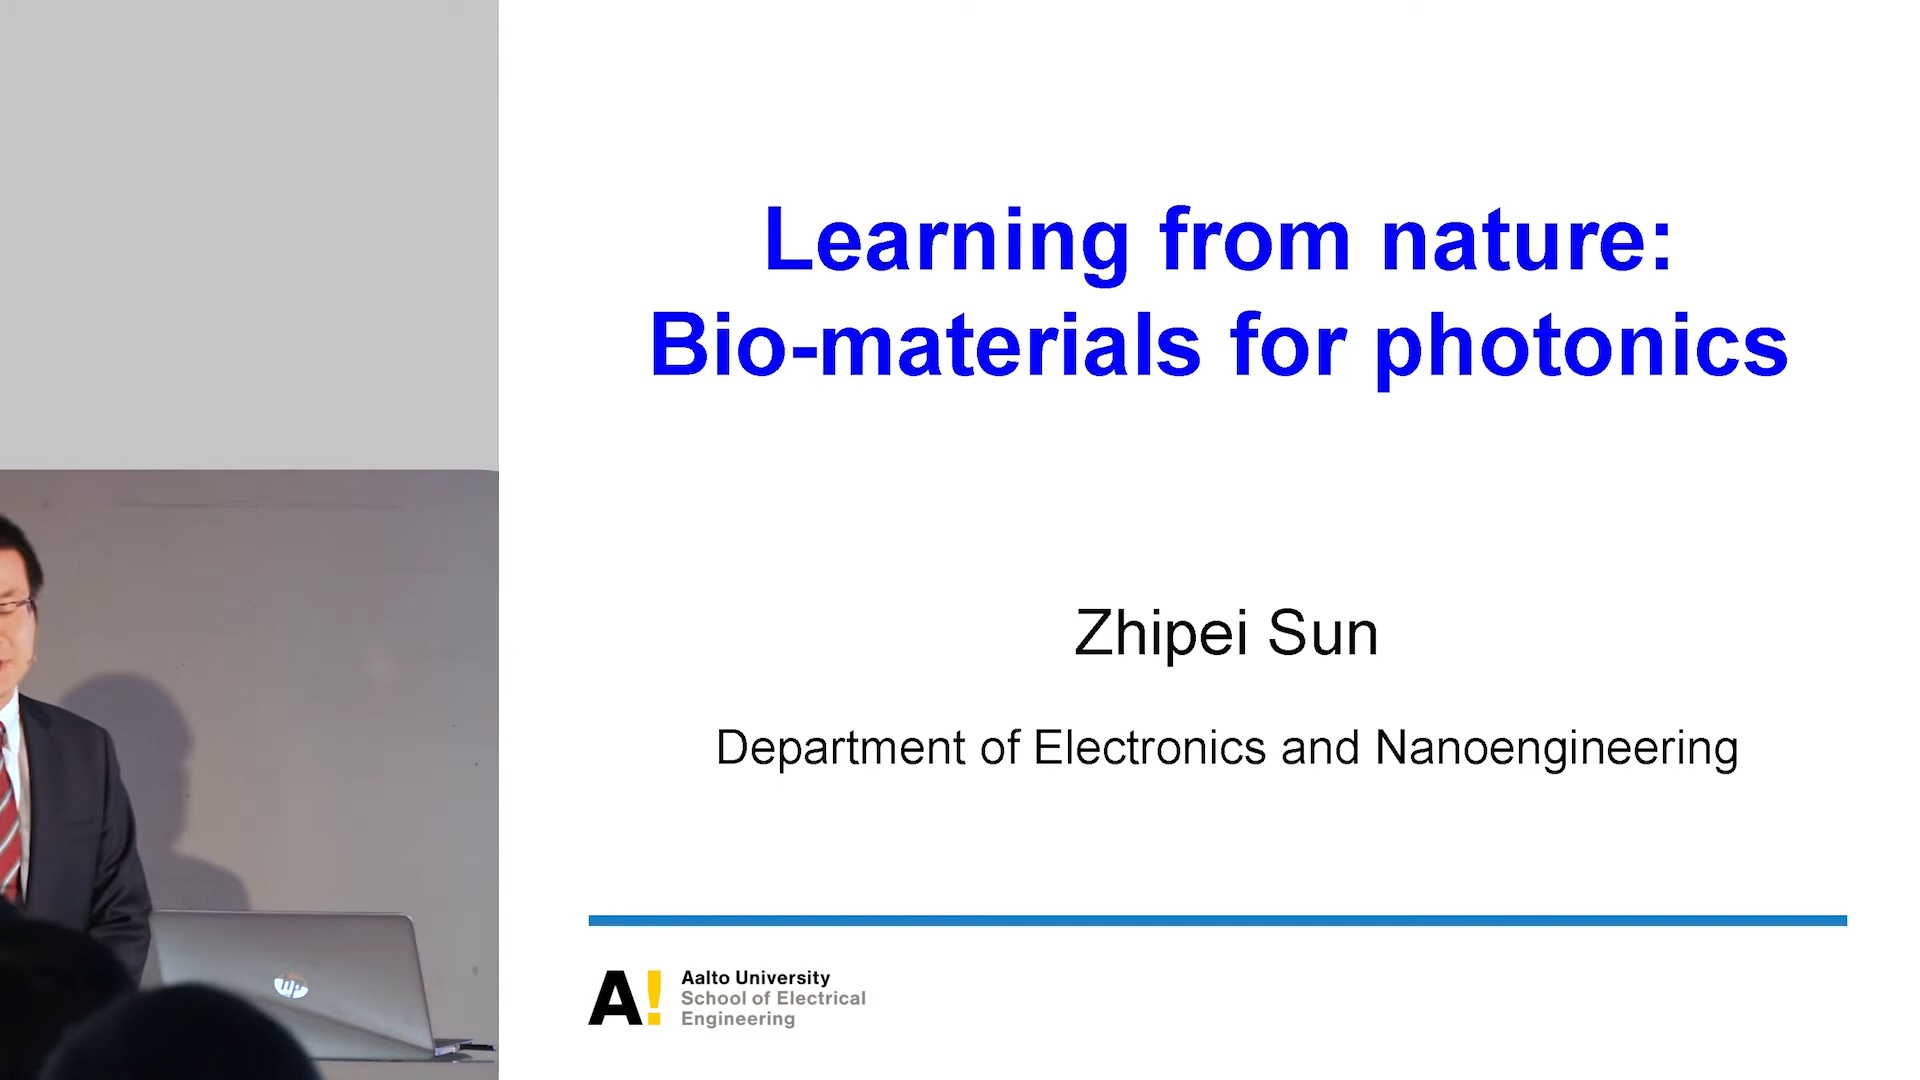 Learning from nature:
Bio-materials for photonics
Zhipei Sun
Department of Electronics and Nanoengineering
A!
Aalto University
School of Electrical
Engineering
hp